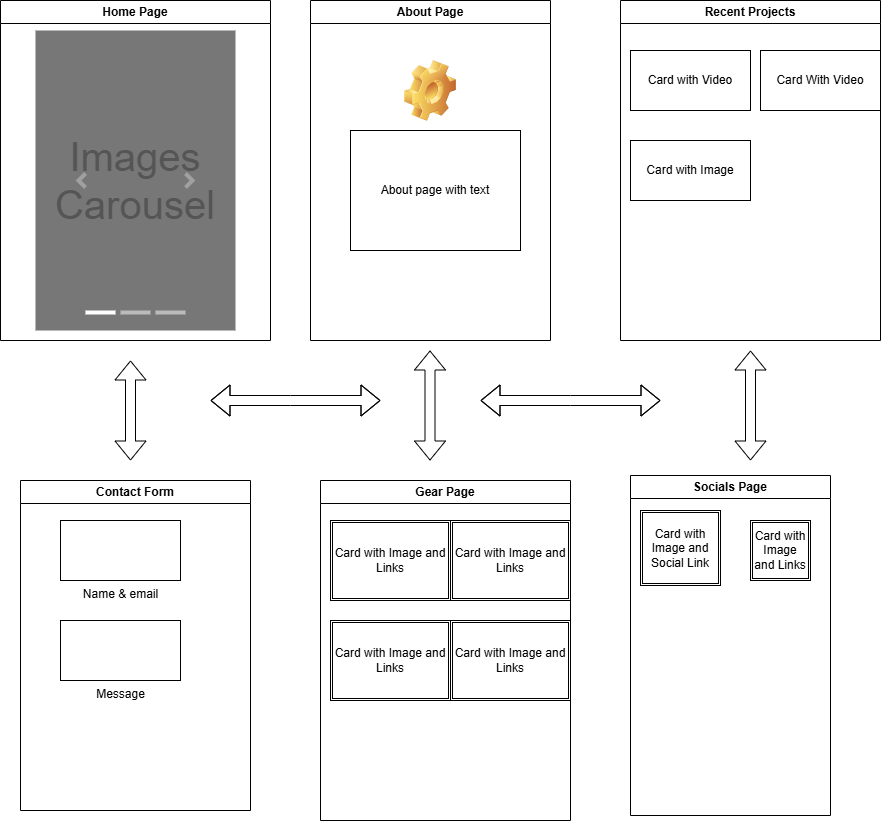 Home Page
Images
Carousel
About Page
About page with text
Recent Projects
Card with Video
Card With Video
Card with Image
Contact Form
Name & email
Message
Gear Page
Card with Image and
Links
Card with Image and
Links
Card with Image and
Links
Card with Image and
Links
Socials Page
Card with
Image and
Social Link
Card with
Image
and Links